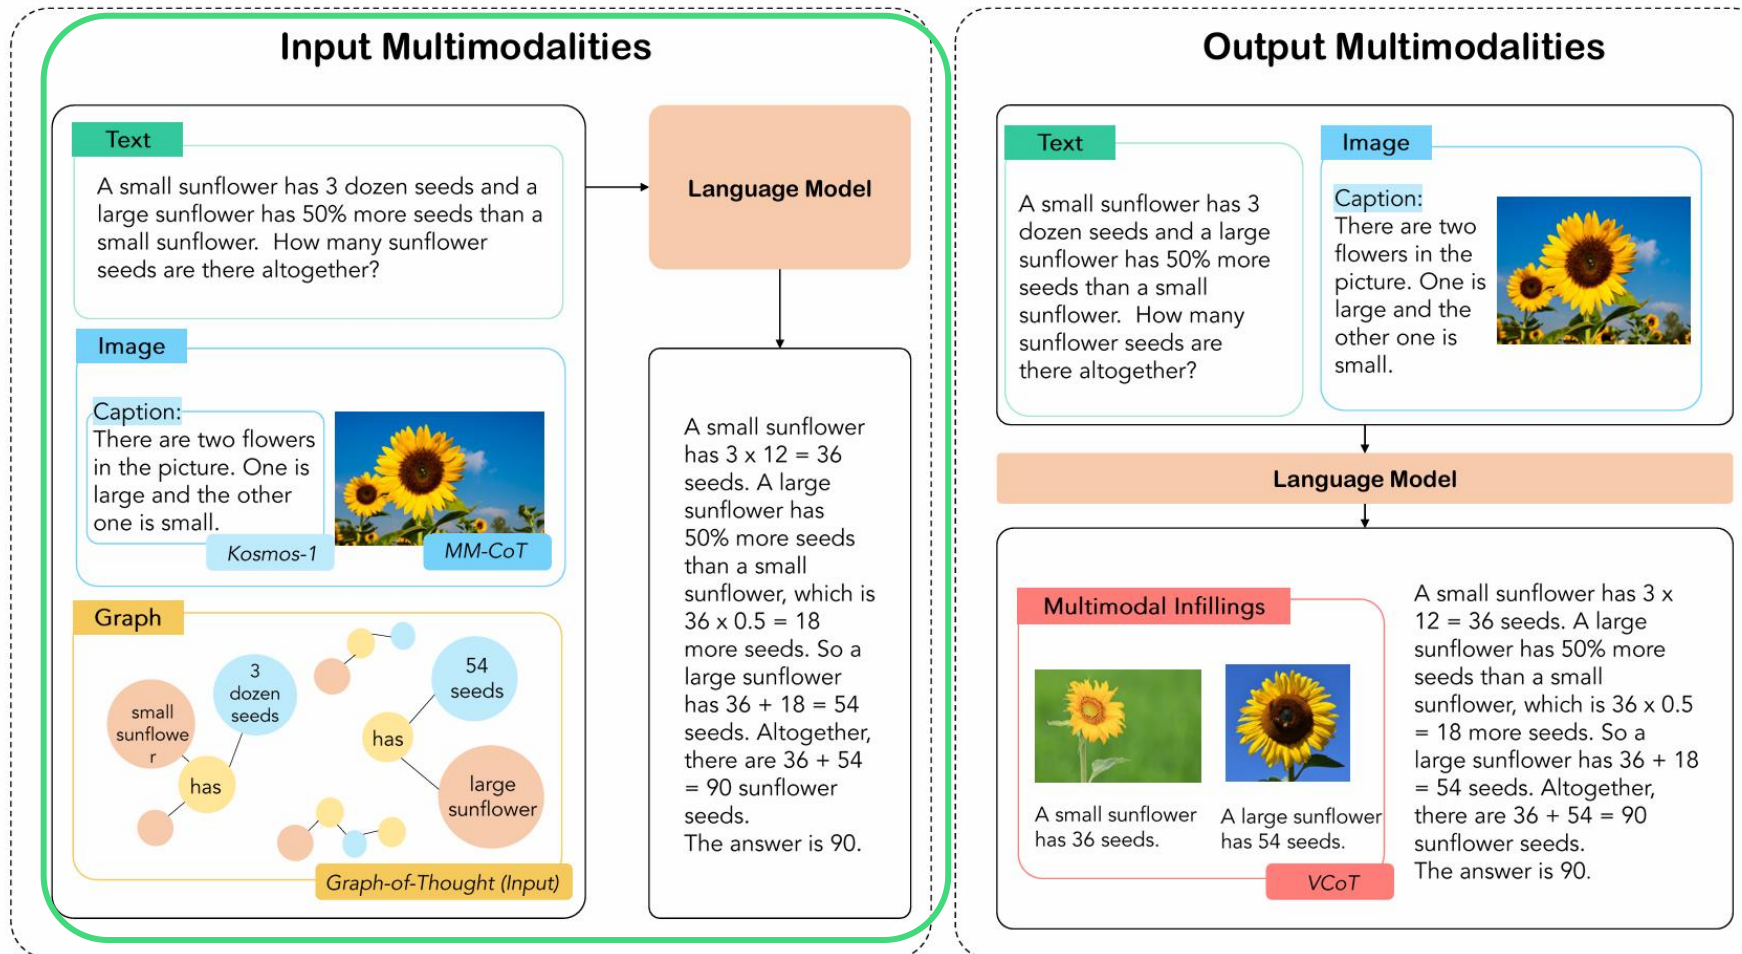 Input Multimodalities
Text
A small sunflower has 3 dozen seeds and a
large sunflower has 50% more seeds than a
small sunflower.  How many sunflower
seeds are there altogether?
Image
Caption:
There are two flowers
in the picture. One is
large and the other
one is small.
Kosmos-1
MM-CoT
Graph
small
sunflowe
r
has
3
dozen
seeds
54
seeds
has
large
sunflower
Graph-of-Thought (Input)
Language Model
A small sunflower
has 3 x 12 = 36
seeds. A large
sunflower has
50% more seeds
than a small
sunflower, which is
36 x 0.5 = 18
more seeds. So a
large sunflower
has 36 + 18 = 54
seeds. Altogether,
there are 36 + 54
= 90 sunflower
seeds.
The answer is 90.
Output Multimodalities
Text
A small sunflower has 3
dozen seeds and a large
sunflower has 50% more
seeds than a small
sunflower.  How many
sunflower seeds are
there altogether?
Image
Caption:
There are two
flowers in the
picture. One is
large and the
other one is
small.
Language Model
Multimodal Infillings
A small sunflower
has 36 seeds.
A large sunflower
has 54 seeds.
VCoT
A small sunflower has 3 x
12 = 36 seeds. A large
sunflower has 50% more
seeds than a small
sunflower, which is 36 x 0.5
= 18 more seeds. So a
large sunflower has 36 + 18
= 54 seeds. Altogether,
there are 36 + 54 = 90
sunflower seeds.
The answer is 90.